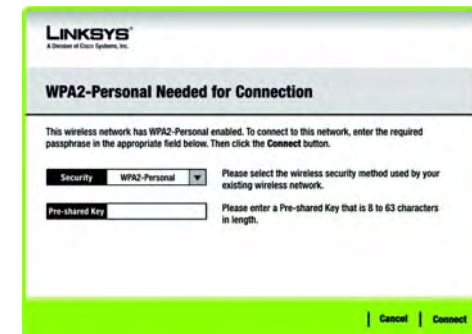 LINKSYS®
A Division of Cisco Systems, Inc.
WPA2-Personal Needed for Connection
This wireless network has WPA2-Personal enabled. To connect to this network, enter the required
passphrase in the appropriate field below. Then click the Connect button.
Security WPA2-Personal Please select the wireless security method used by your
existing wireless network.
Pre-shared Key Please enter a Pre-shared Key that is 8 to 63 characters
in length.
Cancel Connect